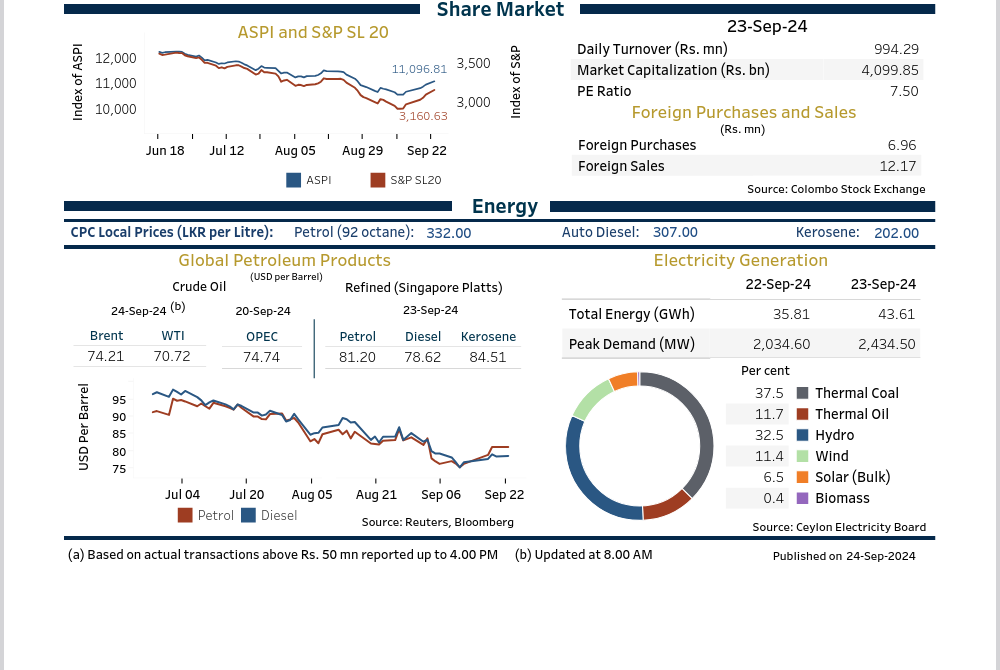 Share Market
ASPI and S&P SL 20
Index of ASPI
12,000
11,000
10,000
11,096.81
3,160.63
3,500
3,000
Index of S&P
Jun 18 Jul 12 Aug 05 Aug 29 Sep 22
ASPI S&P SL20
23-Sep-24
Daily Turnover (Rs. mn) 994.29
Market Capitalization (Rs. bn) 4,099.85
PE Ratio 7.50
Foreign Purchases and Sales
(Rs. mn)
Foreign Purchases 6.96
Foreign Sales 12.17
Source: Colombo Stock Exchange
Energy
CPC Local Prices (LKR per Litre): Petrol (92 octane): 332.00 Auto Diesel: 307.00 Kerosene: 202.00
Global Petroleum Products
(USD per Barrel)
Crude Oil Refined (Singapore Platts)
24-Sep-24 (b) 20-Sep-24 23-Sep-24
Brent WTI OPEC Petrol Diesel Kerosene
74.21 70.72 74.74 81.20 78.62 84.51
USD Per Barrel
95
90
85
80
75
Jul 04 Jul 20 Aug 05 Aug 21 Sep 06 Sep 22
Petrol Diesel
Source: Reuters, Bloomberg
Electricity Generation
22-Sep-24 23-Sep-24
Total Energy (GWh) 35.81 43.61
Peak Demand (MW) 2,034.60 2,434.50
Per cent
37.5 Thermal Coal
11.7 Thermal Oil
32.5 Hydro
11.4 Wind
6.5 Solar (Bulk)
0.4 Biomass
Source: Ceylon Electricity Board
(a) Based on actual transactions above Rs. 50 mn reported up to 4.00 PM (b) Updated at 8.00 AM Published on 24-Sep-2024